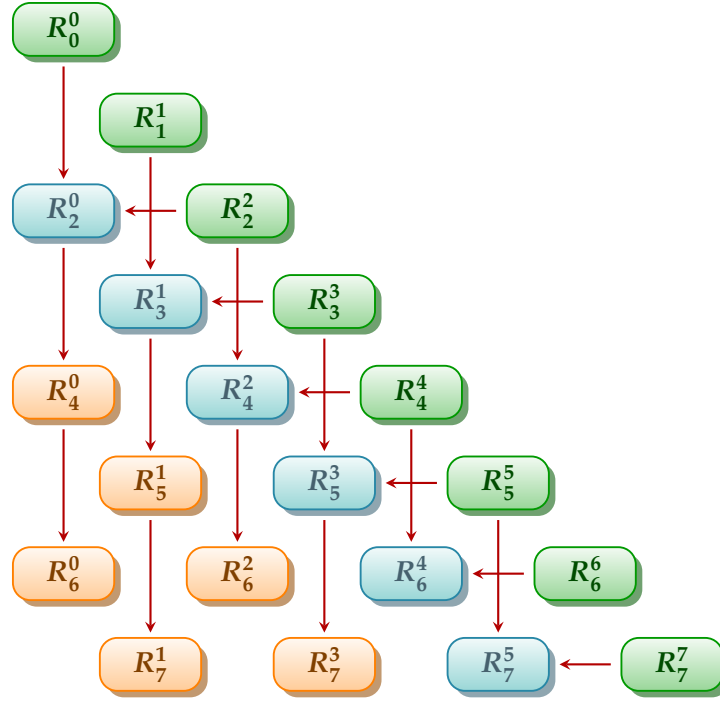 R_0^0
R_1^1
R_2^0 R_2^2
R_3^1 R_3^3
R_4^0 R_4^2 R_4^4
R_5^1 R_5^3 R_5^5
R_6^0 R_6^2 R_6^4 R_6^6
R_7^1 R_7^3 R_7^5 R_7^7